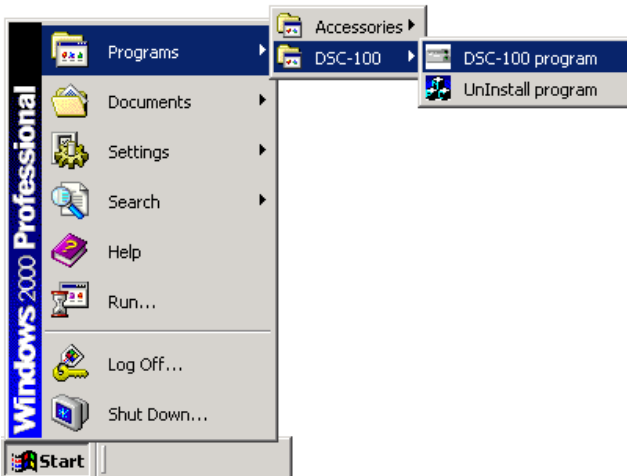 Windows 2000 Professional
Programs
Documents
Settings
Search
Help
Run...
Log Off...
Shut Down...
Start
Accessories
DSC-100
DSC-100 program
UnInstall program